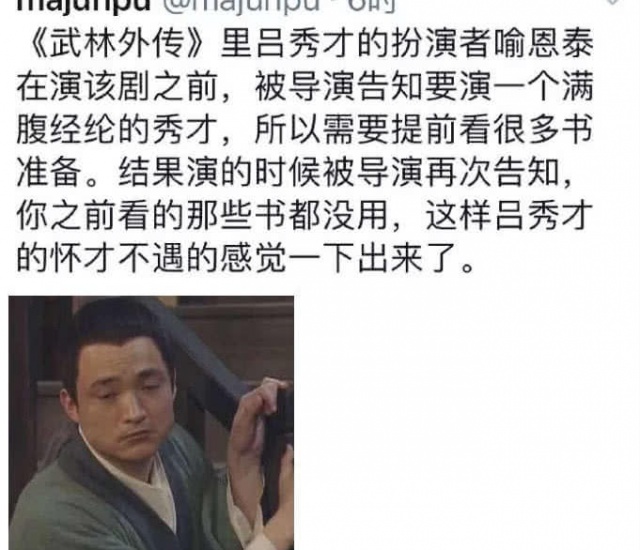 majunpu @majunpu · 6时
《武林外传》里吕秀才的扮演者喻恩泰
在演该剧之前，被导演告知要演一个满
腹经纶的秀才，所以需要提前看很多书
准备。结果演的时候被导演再次告知，
你之前看的那些书都没用，这样吕秀才
的怀才不遇的感觉一下出来了。